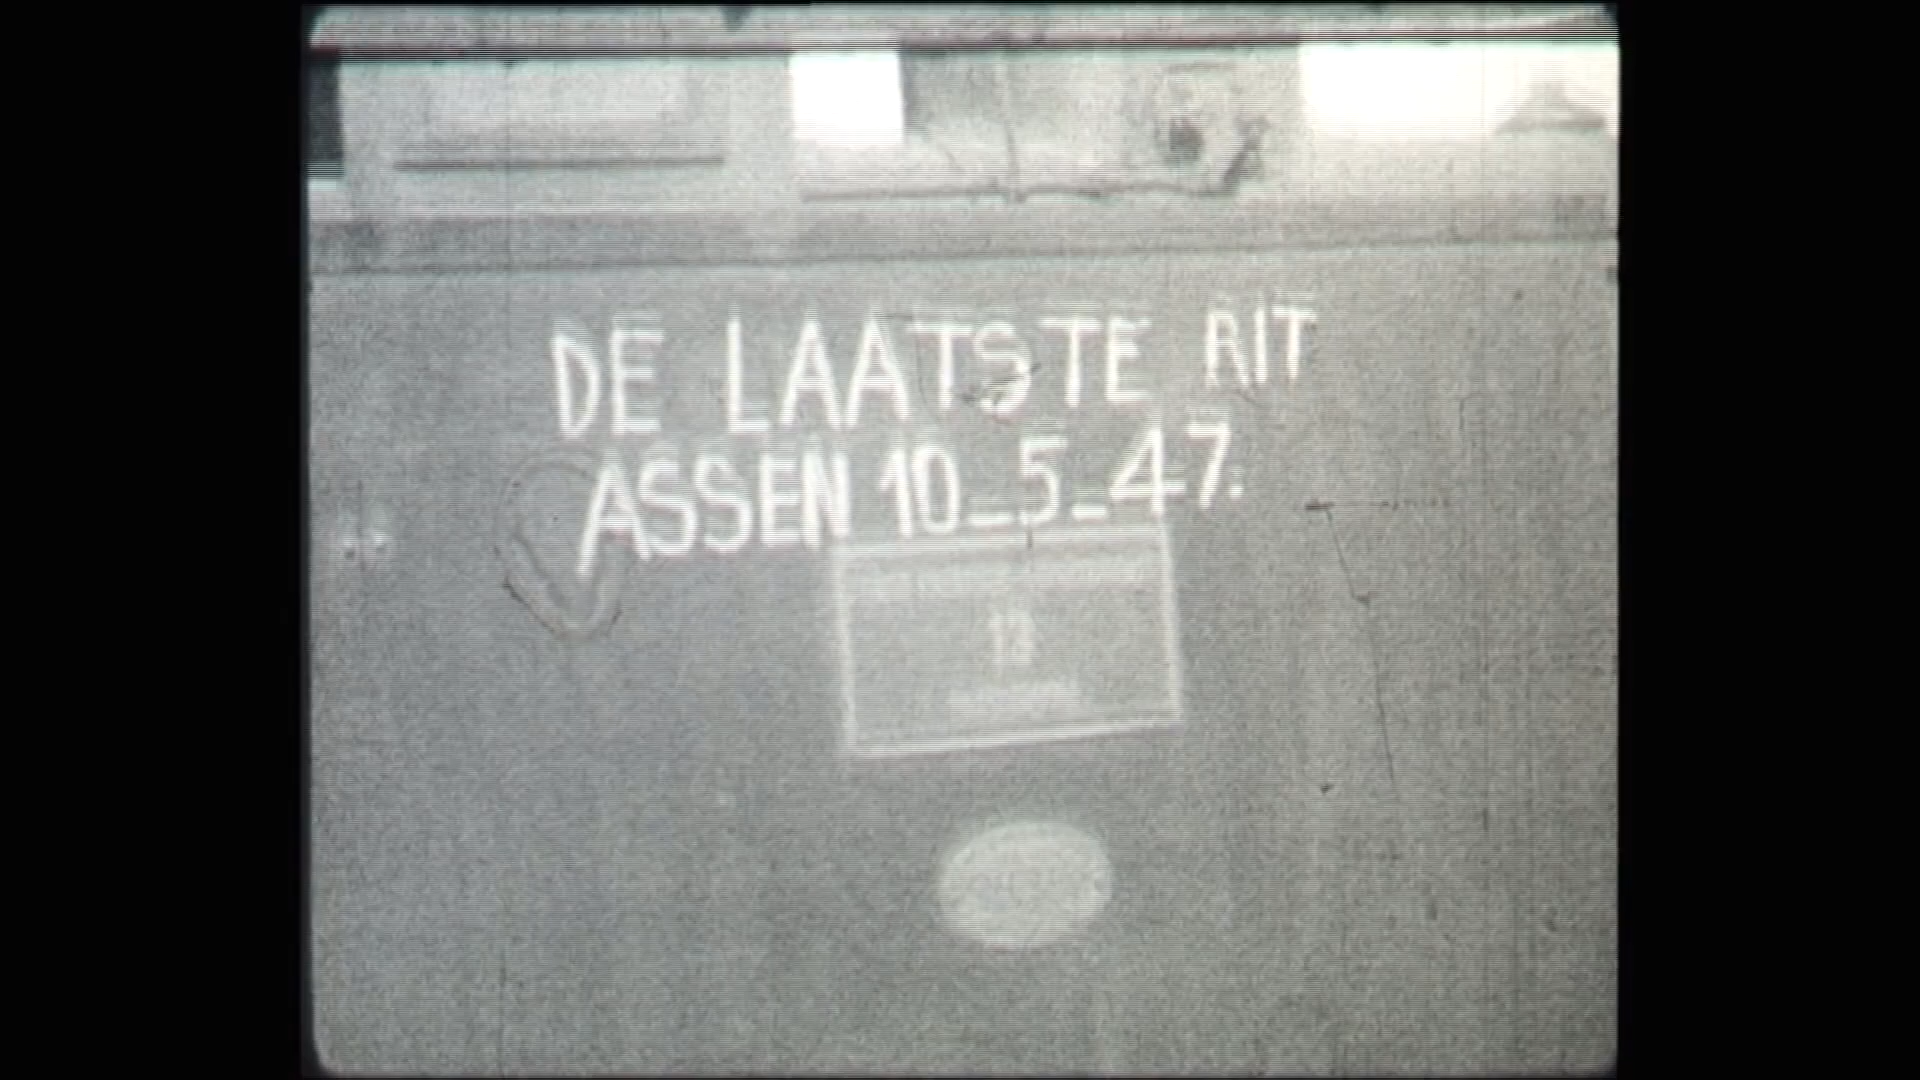 DE LAATSTE RIT
ASSEN 10_5_47.